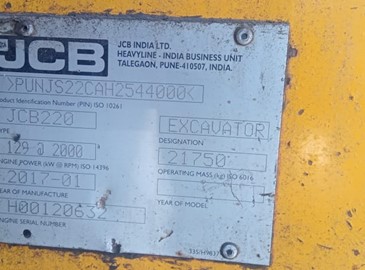 JCB
JCB INDIA LTD.
HEAVYLINE - INDIA BUSINESS UNIT
TALEGAON, PUNE-410507, INDIA.
>PUNJS22CAH2544000<
Product Identification Number (PIN) ISO 10261
JCB220
EXCAVATOR
TYPE
DESIGNATION
129 @ 2000
21750
ENGINE POWER (kW @ RPM) ISO 14396
OPERATING MASS (kg) ISO 6016
2017-01
YEAR OF MANUFACTURE
YEAR OF MODEL
H00120632
ENGINE SERIAL NUMBER